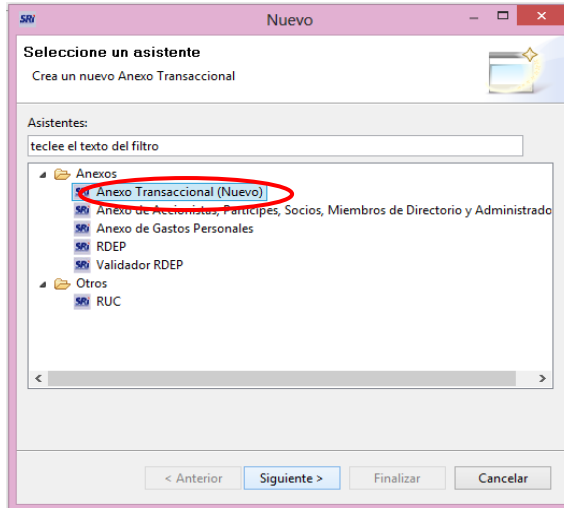 SRi Nuevo
Seleccione un asistente
Crea un nuevo Anexo Transaccional
Asistentes:
teclee el texto del filtro
Anexos
SRi Anexo Transaccional (Nuevo)
SRi Anexo de Accionistas, Partícipes, Socios, Miembros de Directorio y Administrado
SRi Anexo de Gastos Personales
SRi RDEP
SRi Validador RDEP
Otros
SRi RUC
< Anterior Siguiente > Finalizar Cancelar